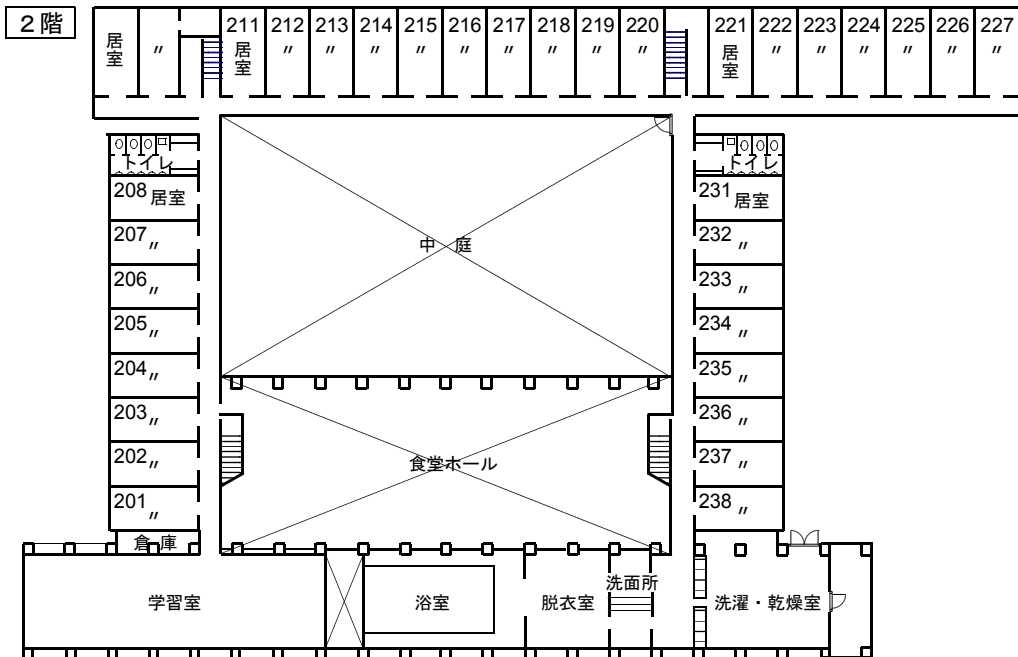 2階
居室
〃
211 212 213 214 215 216 217 218 219 220 221 222 223 224 225 226 227
居室 〃 〃 〃 〃 〃 〃 〃 〃 〃 居室 〃 〃 〃 〃 〃 〃
トイレ
トイレ
208 居室
231 居室
207 〃
232 〃
中庭
206 〃
233 〃
205 〃
234 〃
204 〃
235 〃
203 〃
236 〃
202 〃
食堂ホール
237 〃
201 〃
238 〃
倉庫
学習室
浴室
脱衣室
洗面所
洗濯・乾燥室